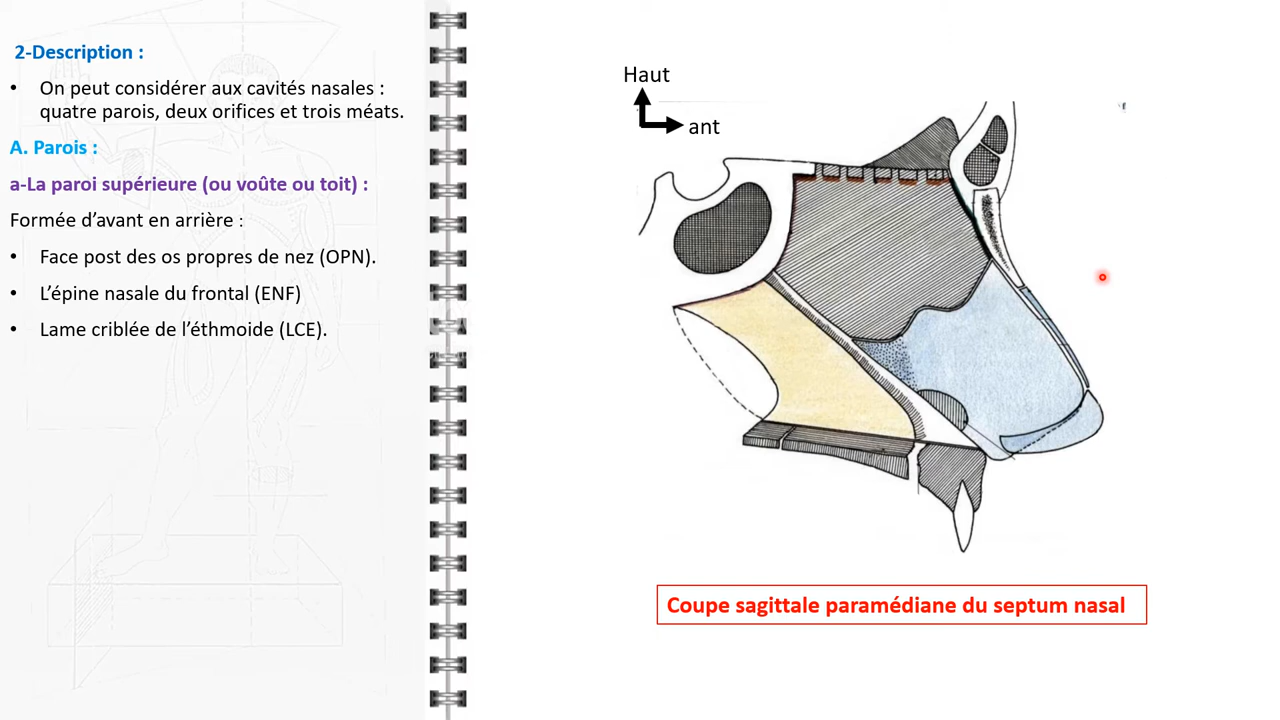 2-Description :
• On peut considérer aux cavités nasales :
quatre parois, deux orifices et trois méats.
A. Parois :
a-La paroi supérieure (ou voûte ou toit) :
Formée d’avant en arrière :
• Face post des os propres de nez (OPN).
• L’épine nasale du frontal (ENF)
• Lame criblée de l’éthmoide (LCE).
Haut
ant
Coupe sagittale paramédiane du septum nasal